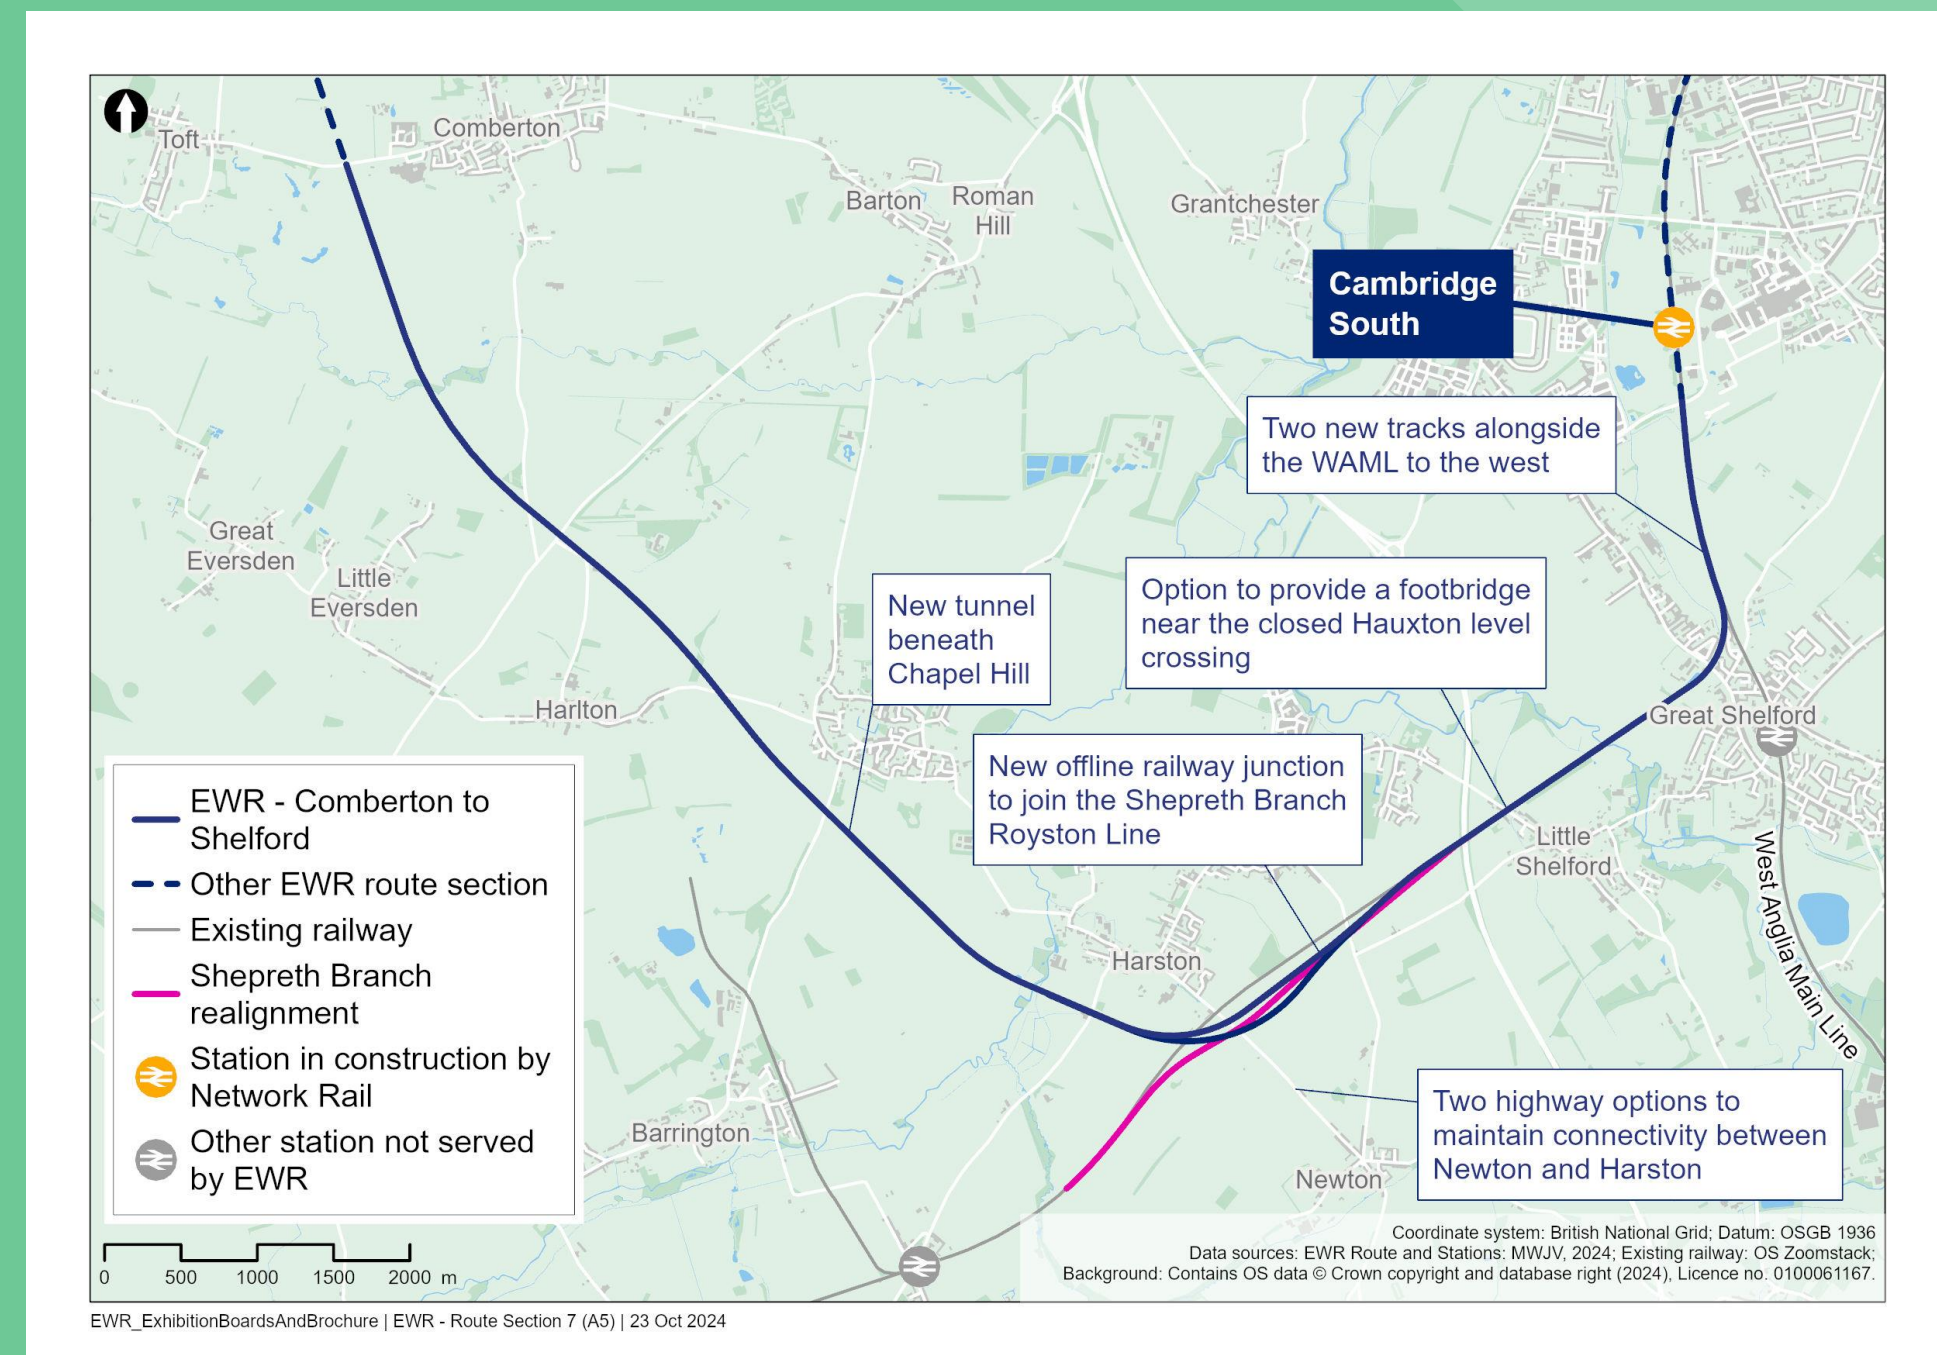 Toft
Comberton
Barton
Roman
Hill
Grantchester
Cambridge
South
Two new tracks alongside
the WAML to the west
Great
Eversden
Little
Eversden
New tunnel
beneath
Chapel Hill
Option to provide a footbridge
near the closed Hauxton level
crossing
Harlton
Great Shelford
New offline railway junction
to join the Shepreth Branch
Royston Line
Little
Shelford
West Anglia Main Line
Harston
Barrington
Newton
Two highway options to
maintain connectivity between
Newton and Harston
EWR - Comberton to
Shelford
Other EWR route section
Existing railway
Shepreth Branch
realignment
Station in construction by
Network Rail
Other station not served
by EWR
0 500 1000 1500 2000 m
Coordinate system: British National Grid; Datum: OSGB 1936
Data sources: EWR Route and Stations: MWJV, 2024; Existing railway: OS Zoomstack;
Background: Contains OS data © Crown copyright and database right (2024), Licence no. 0100061167.
EWR_ExhibitionBoardsAndBrochure | EWR - Route Section 7 (A5) | 23 Oct 2024